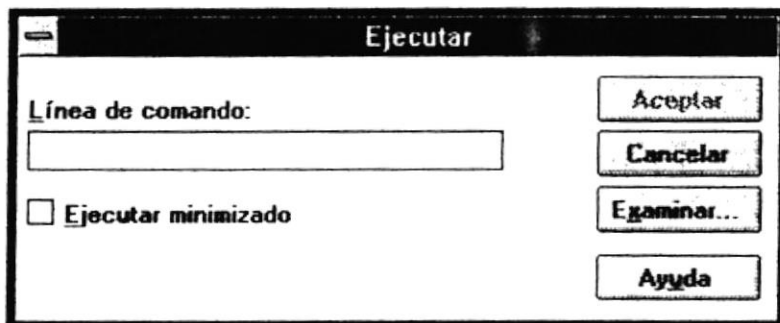 Ejecutar
Línea de comando:
Ejecutar minimizado
Aceptar
Cancelar
Examinar...
Ayuda